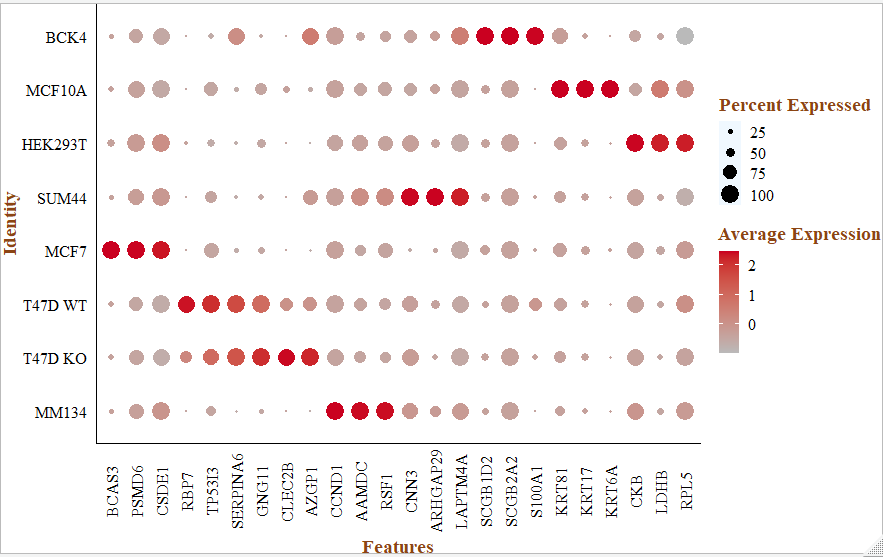 BCK4
MCF10A
HEK293T
SUM44
MCF7
T47D WT
T47D KO
MM134
Identity
BCAS3
PSMD6
CSDE1
RBP7
TP53I3
SERPINA6
GNG11
CLEC2B
AZGP1
CCND1
AAMDC
RSF1
CNN3
ARHGAP29
LAPTM4A
SCGB1D2
SCGB2A2
S100A1
KRT81
KRT17
KRT6A
CKB
LDHB
RPL5
Features
Percent Expressed
25
50
75
100
Average Expression
2
1
0